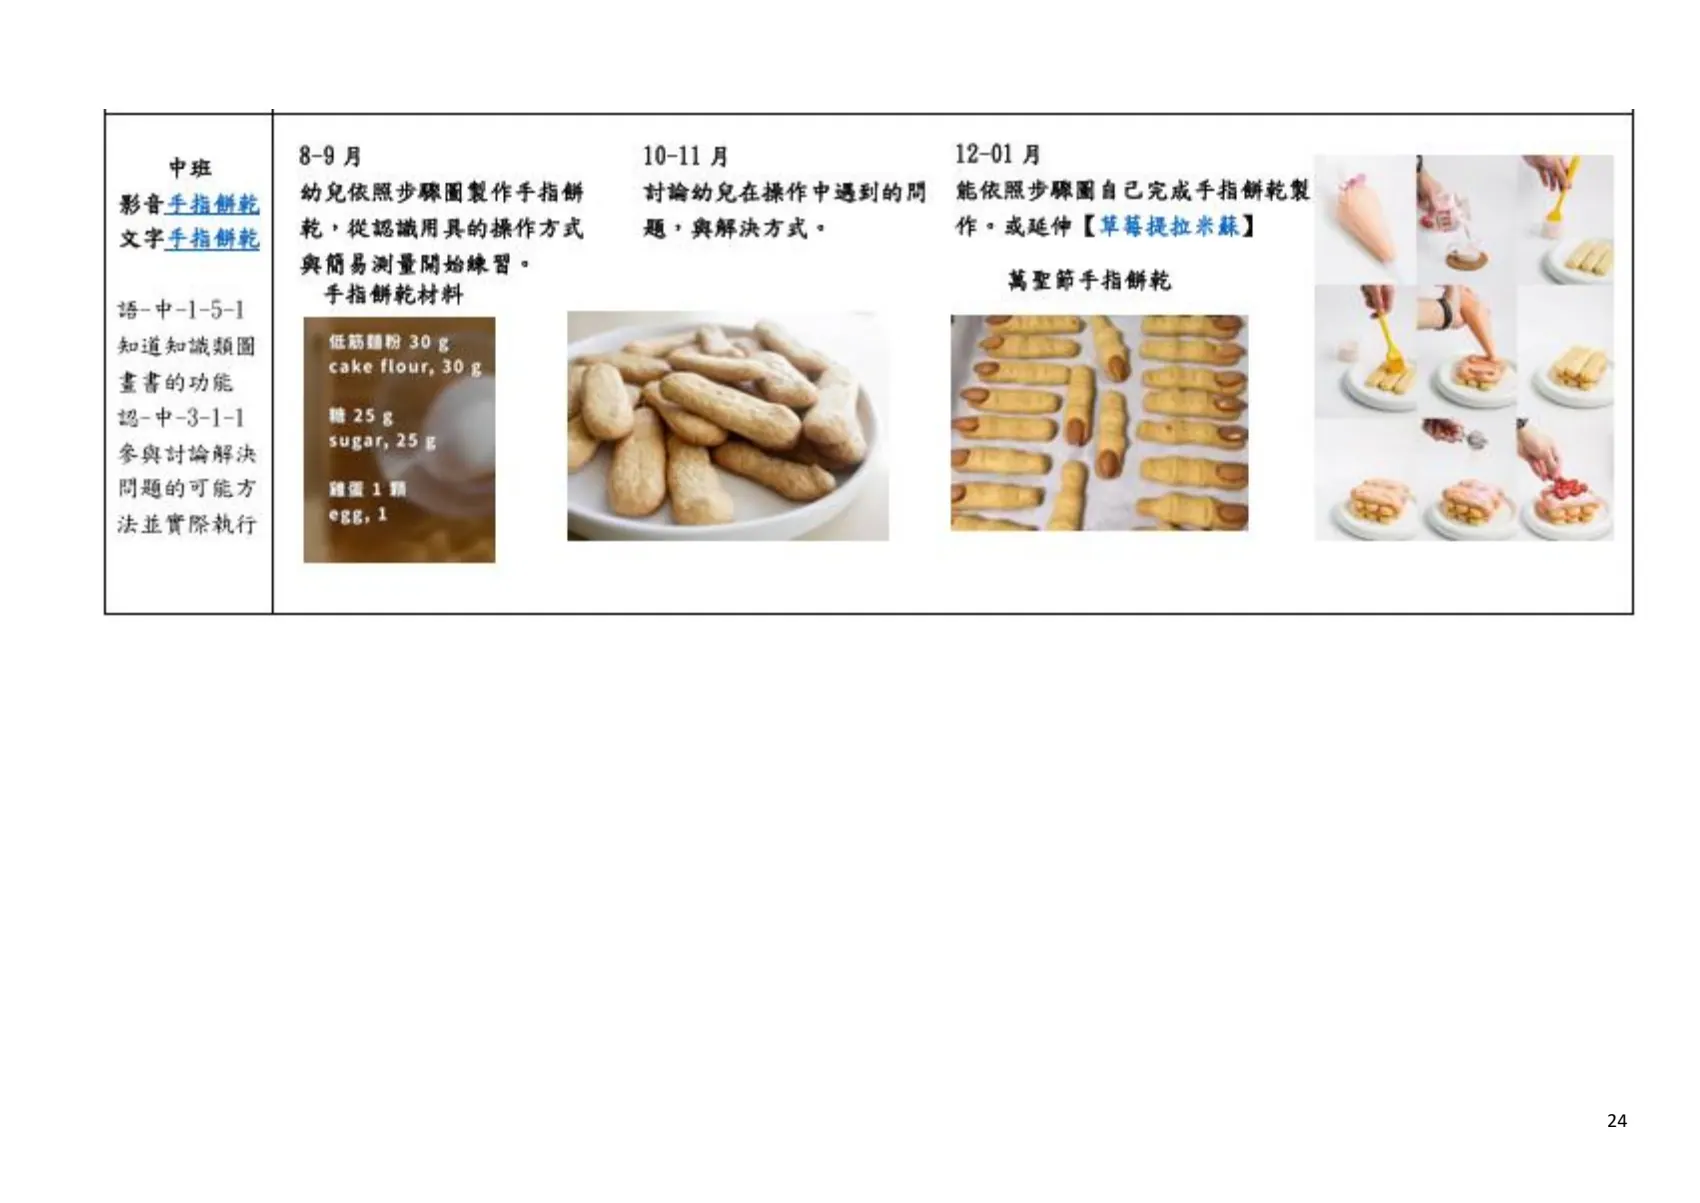 中班
影音手指餅乾
文字手指餅乾
語-中-1-5-1
知道知識類圖
畫書的功能
認-中-3-1-1
參與討論解決
問題的可能方
法並實際執行
8-9 月
幼兒依照步驟圖製作手指餅
乾，從認識用具的操作方式
與簡易測量開始練習。
手指餅乾材料
低筋麵粉 30 g
cake flour, 30 g
糖 25 g
sugar, 25 g
雞蛋 1 顆
egg, 1
10-11 月
討論幼兒在操作中遇到的問
題，與解決方式。
12-01 月
能依照步驟圖自己完成手指餅乾製
作。或延伸【草莓提拉米蘇】
萬聖節手指餅乾
24